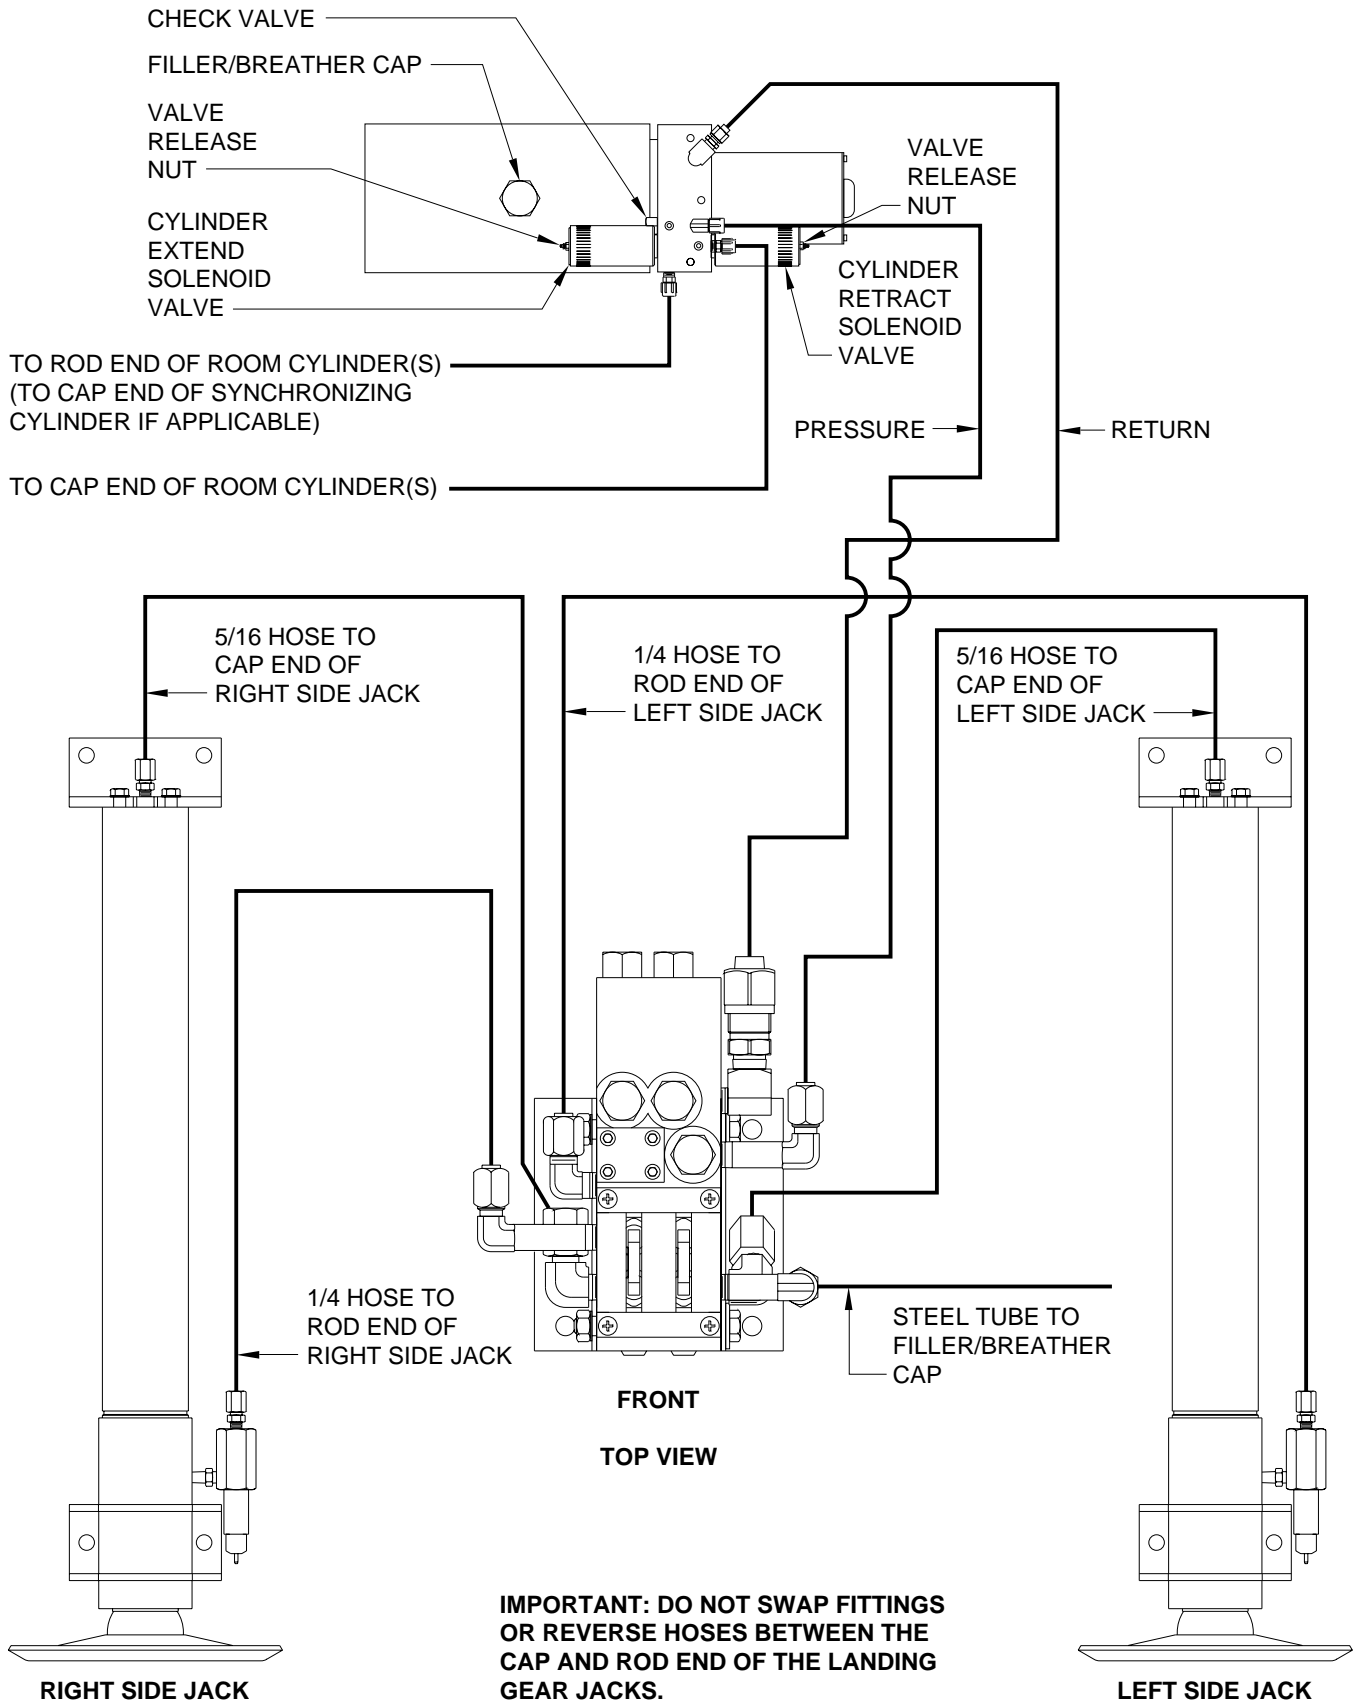 CHECK VALVE
FILLER/BREATHER CAP
VALVE
RELEASE
NUT
CYLINDER
EXTEND
SOLENOID
VALVE
VALVE
RELEASE
NUT
CYLINDER
RETRACT
SOLENOID
VALVE
TO ROD END OF ROOM CYLINDER(S)
(TO CAP END OF SYNCHRONIZING
CYLINDER IF APPLICABLE)
PRESSURE
RETURN
TO CAP END OF ROOM CYLINDER(S)
5/16 HOSE TO
CAP END OF
RIGHT SIDE JACK
1/4 HOSE TO
ROD END OF
LEFT SIDE JACK
5/16 HOSE TO
CAP END OF
LEFT SIDE JACK
1/4 HOSE TO
ROD END OF
RIGHT SIDE JACK
STEEL TUBE TO
FILLER/BREATHER
CAP
FRONT
TOP VIEW
IMPORTANT: DO NOT SWAP FITTINGS
OR REVERSE HOSES BETWEEN THE
CAP AND ROD END OF THE LANDING
GEAR JACKS.
RIGHT SIDE JACK
LEFT SIDE JACK